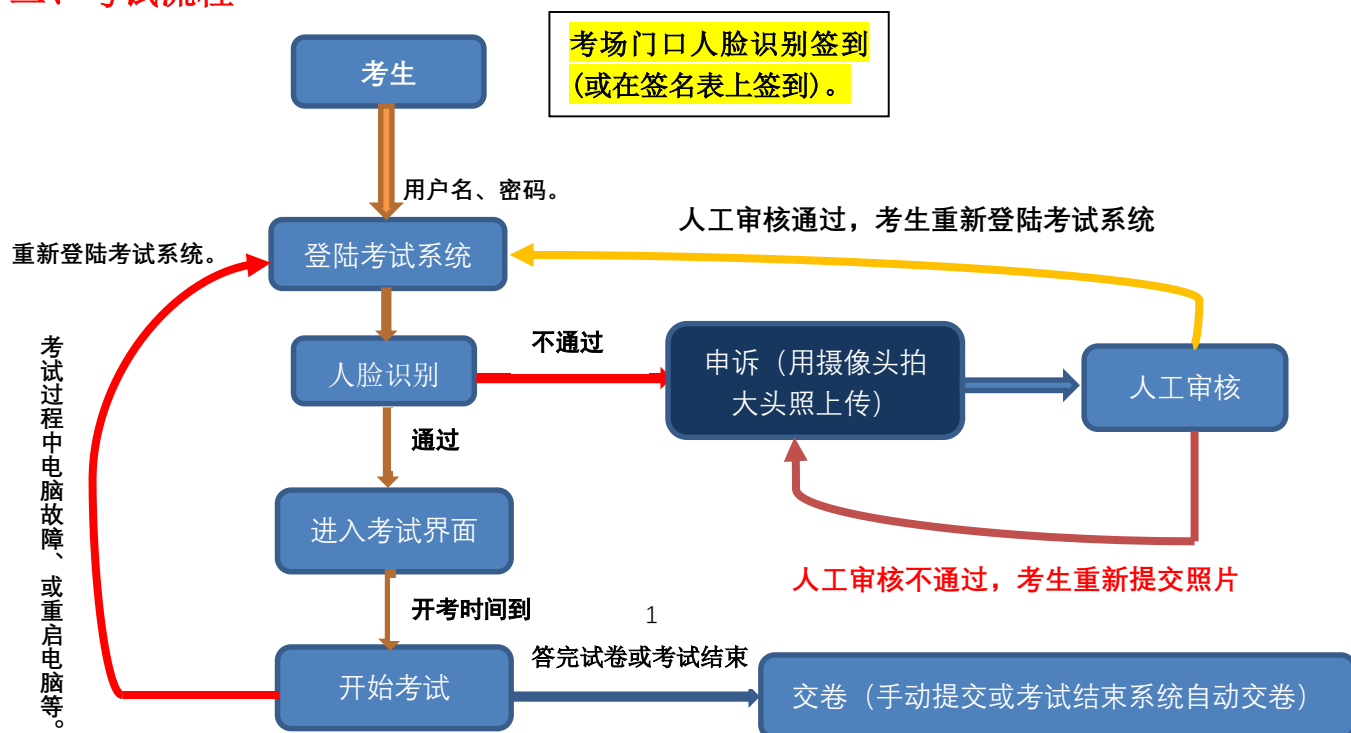 考试流程
考场门口人脸识别签到
(或在签名表上签到)。
考生
用户名、密码。
人工审核通过，考生重新登陆考试系统
重新登陆考试系统。
登陆考试系统
不通过
人脸识别
申诉（用摄像头拍
大头照上传）
人工审核
通过
考试过程中电脑故障、或重启电脑等。
进入考试界面
人工审核不通过，考生重新提交照片
开考时间到
1
答完试卷或考试结束
开始考试
交卷（手动提交或考试结束系统自动交卷）